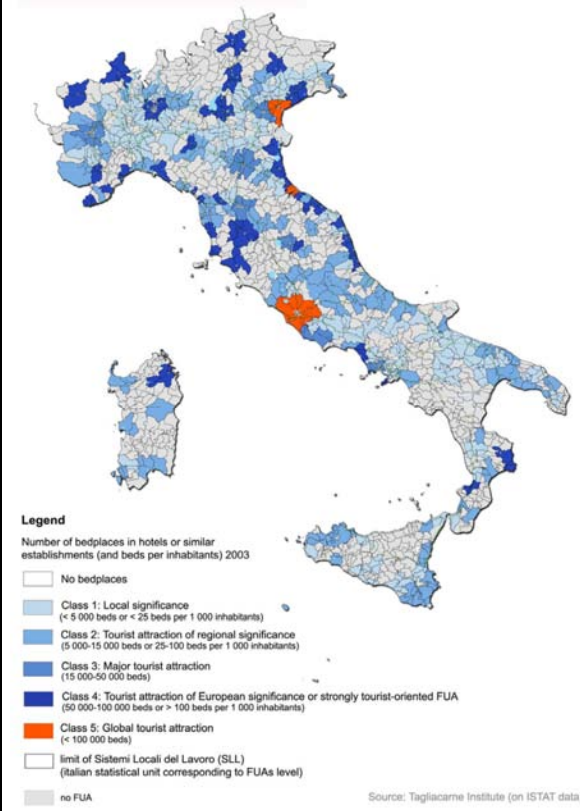 Legend
Number of bedplaces in hotels or similar
establishments (and beds per inhabitants) 2003
No bedplaces
Class 1: Local significance
(< 5 000 beds or < 25 beds per 1 000 inhabitants)
Class 2: Tourist attraction of regional significance
(5 000-15 000 beds or 25-100 beds per 1 000 inhabitants)
Class 3: Major tourist attraction
(15 000-50 000 beds)
Class 4: Tourist attraction of European significance or strongly tourist-oriented FUA
(50 000-100 000 beds or > 100 beds per 1 000 inhabitants)
Class 5: Global tourist attraction
(< 100 000 beds)
limit of Sistemi Locali del Lavoro (SLL)
(italian statistical unit corresponding to FUAs level)
no FUA
Source: Tagliacarne Institute (on ISTAT data